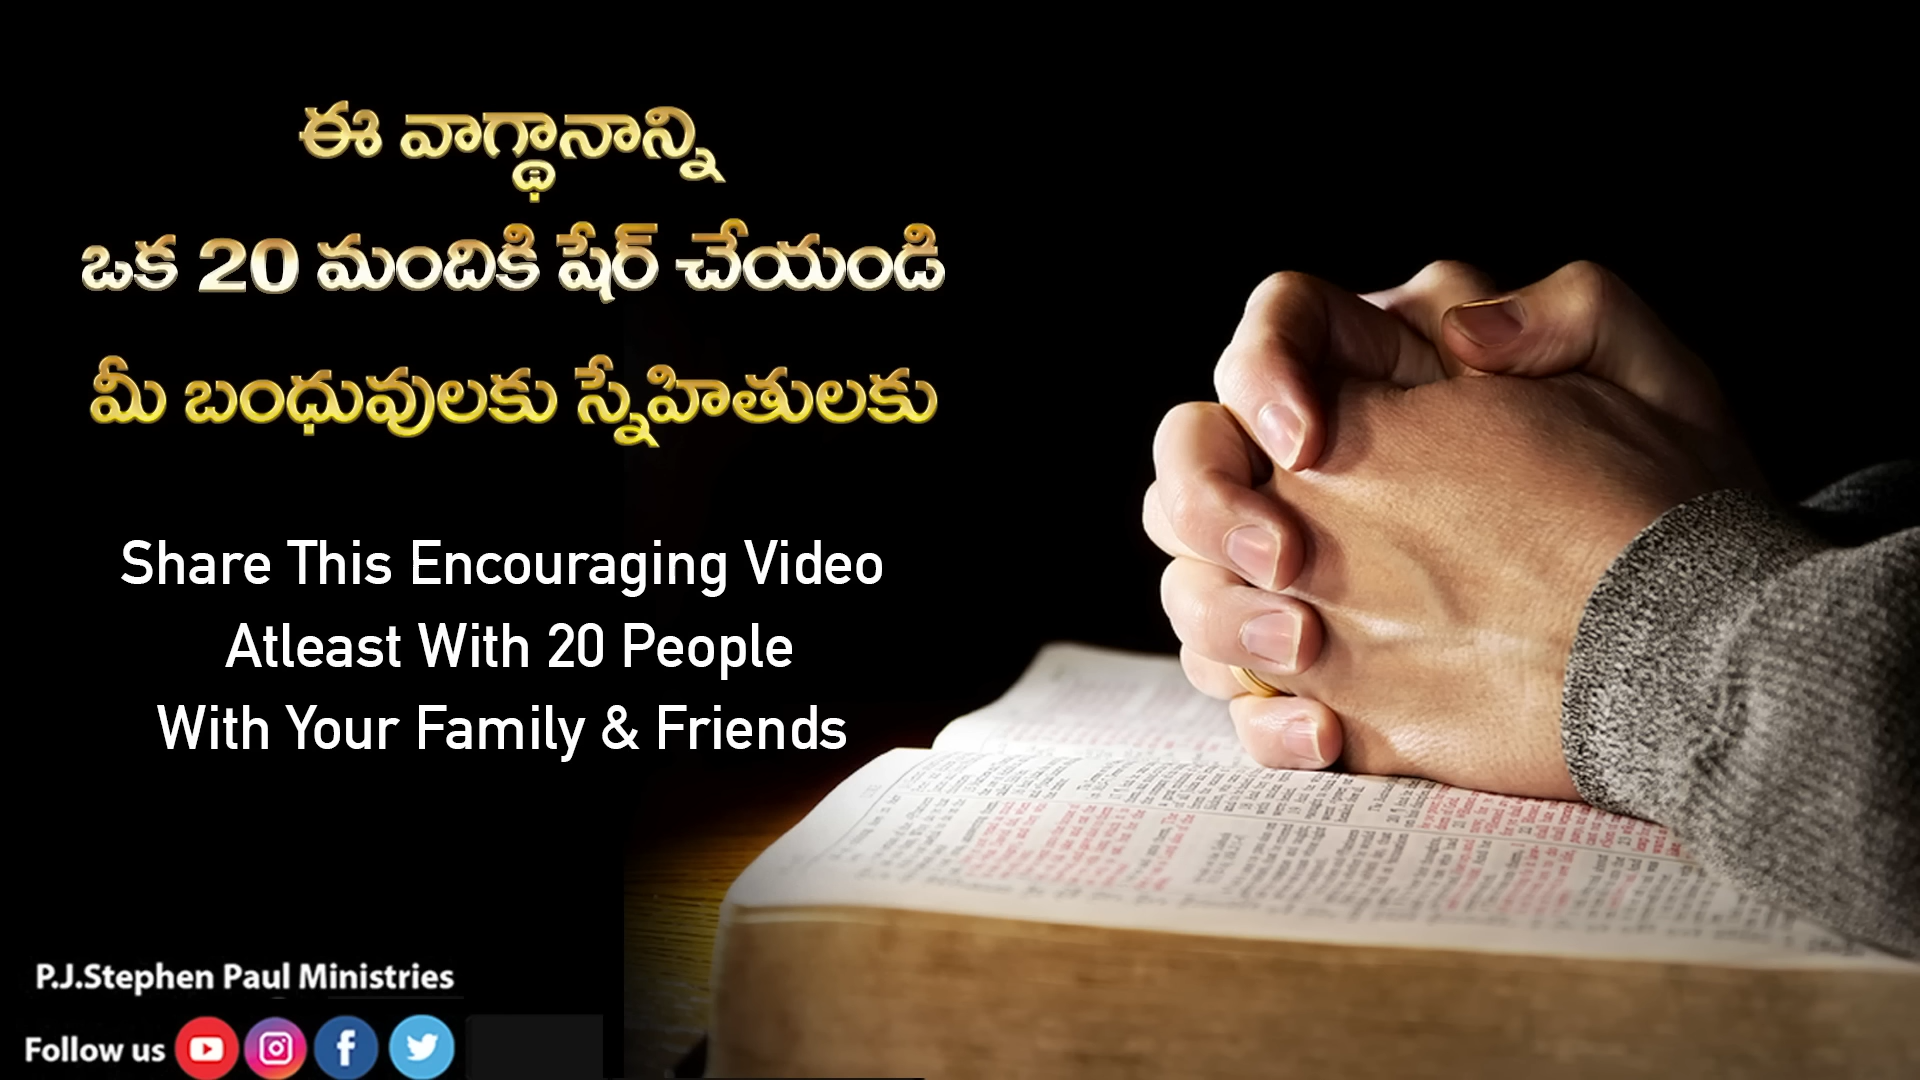 ఈ వాగ్ధానాన్ని
ఒక 20 మందికి షేర్ చేయండి
మీ బంధువులకు స్నేహితులకు
Share This Encouraging Video
Atleast With 20 People
With Your Family & Friends
P.J.Stephen Paul Ministries
Follow us